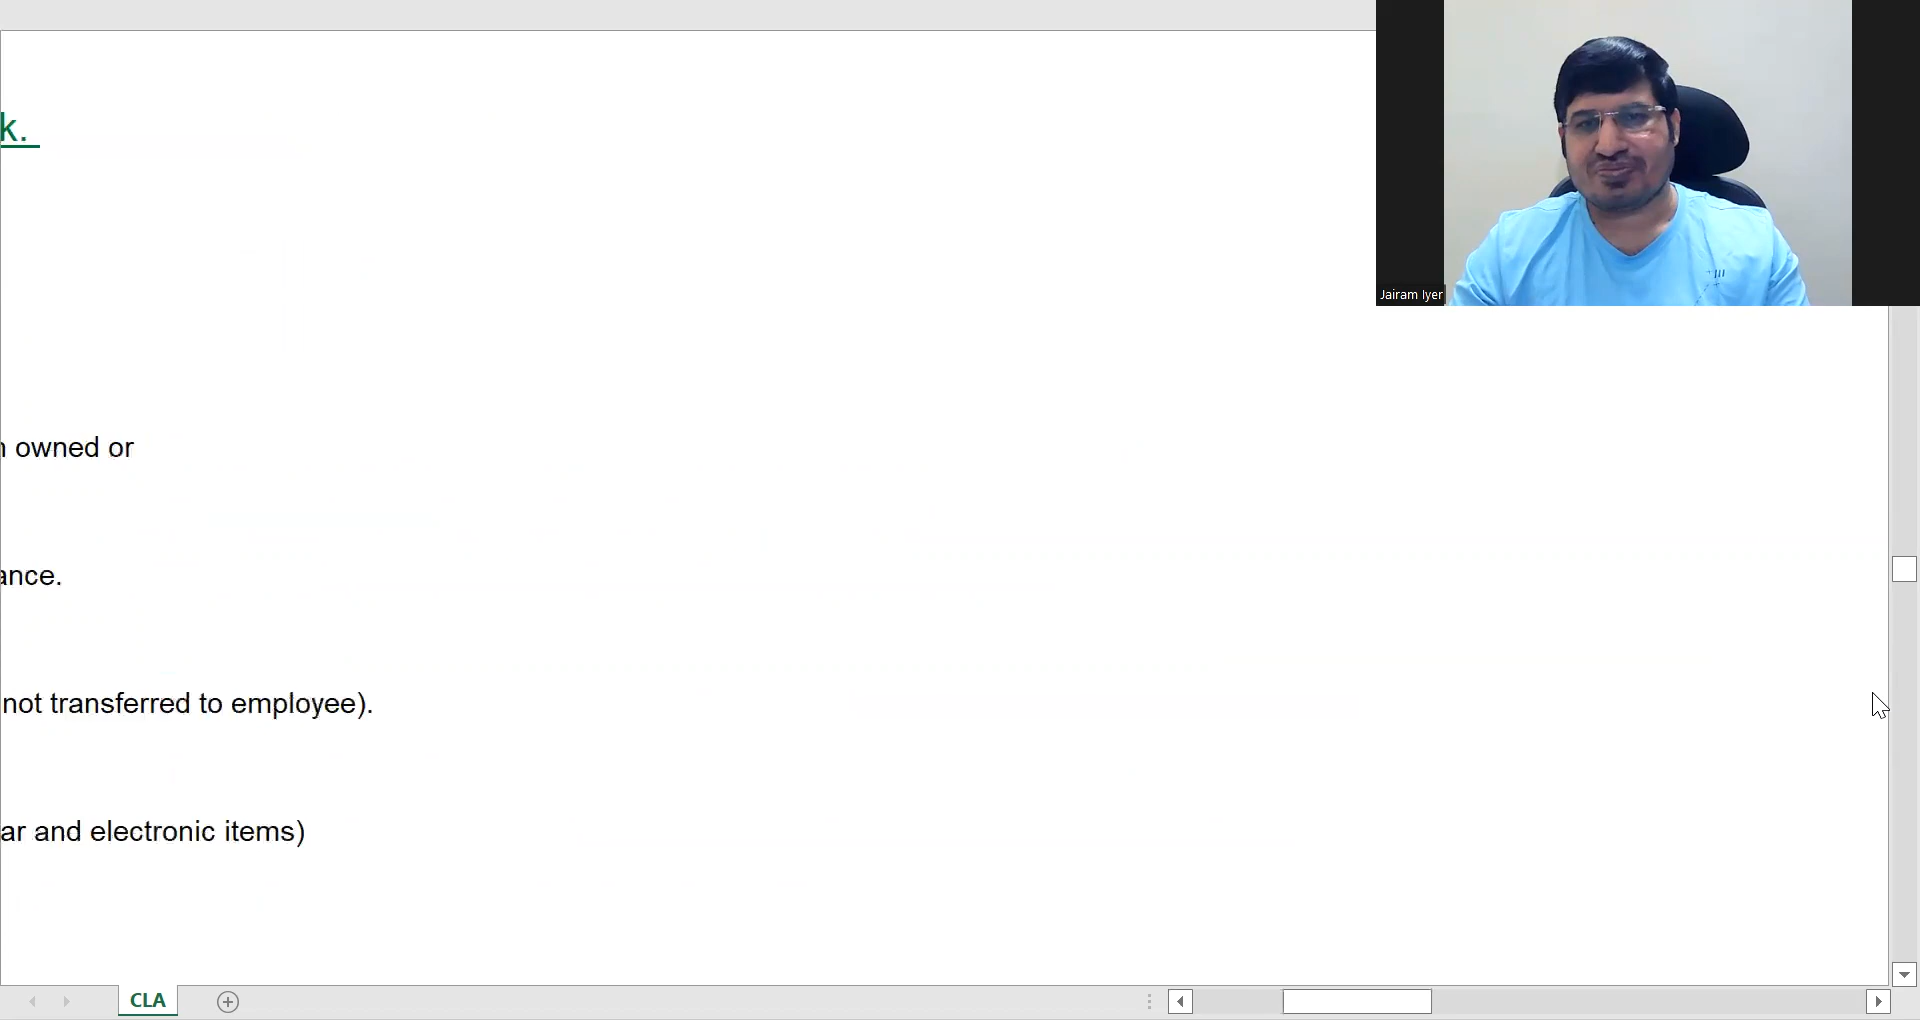 k.
Jairam Iyer
owned or
ance.
not transferred to employee).
ar and electronic items)
CLA